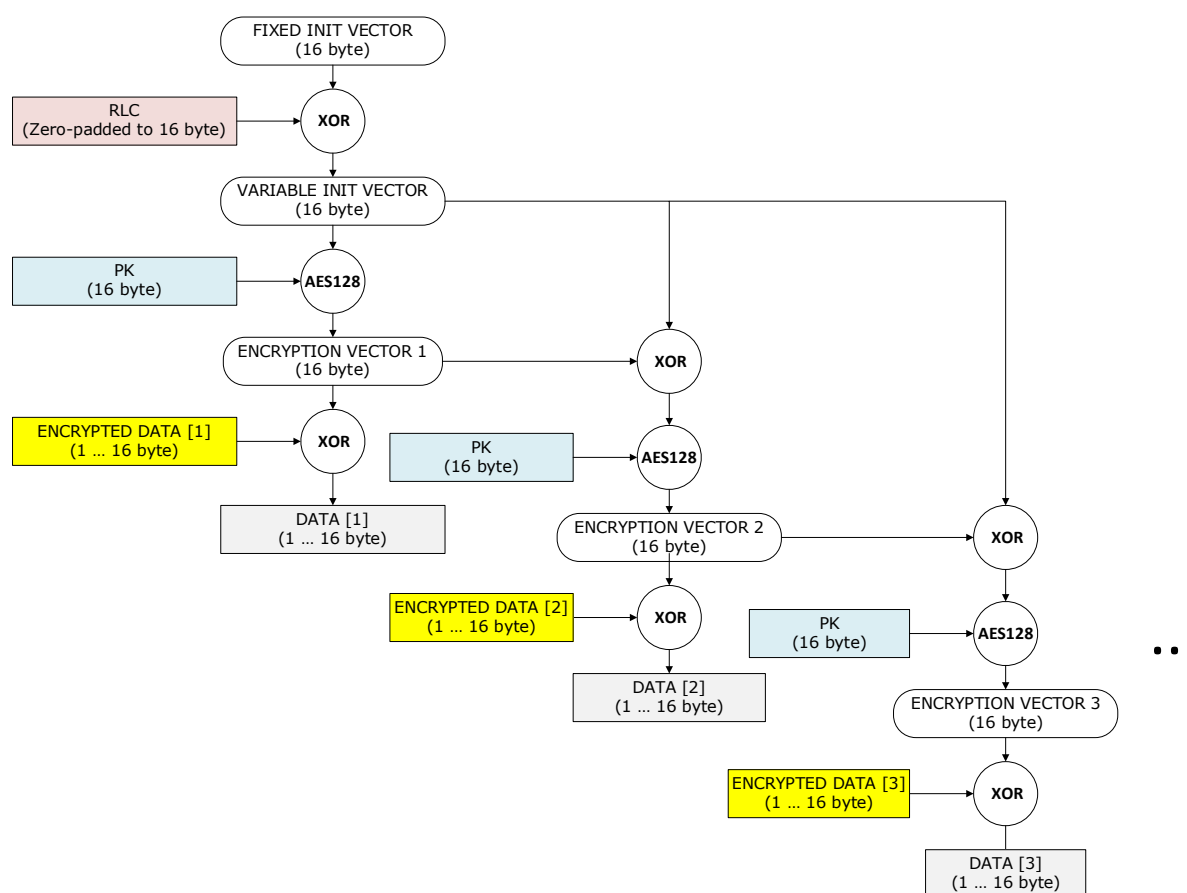 FIXED INIT VECTOR
(16 byte)
RLC
(Zero-padded to 16 byte)
XOR
VARIABLE INIT VECTOR
(16 byte)
PK
(16 byte)
AES128
ENCRYPTION VECTOR 1
(16 byte)
XOR
ENCRYPTED DATA [1]
(1 ... 16 byte)
XOR
PK
(16 byte)
AES128
DATA [1]
(1 ... 16 byte)
ENCRYPTION VECTOR 2
(16 byte)
XOR
ENCRYPTED DATA [2]
(1 ... 16 byte)
XOR
PK
(16 byte)
AES128
DATA [2]
(1 ... 16 byte)
ENCRYPTION VECTOR 3
(16 byte)
ENCRYPTED DATA [3]
(1 ... 16 byte)
XOR
DATA [3]
(1 ... 16 byte)
..